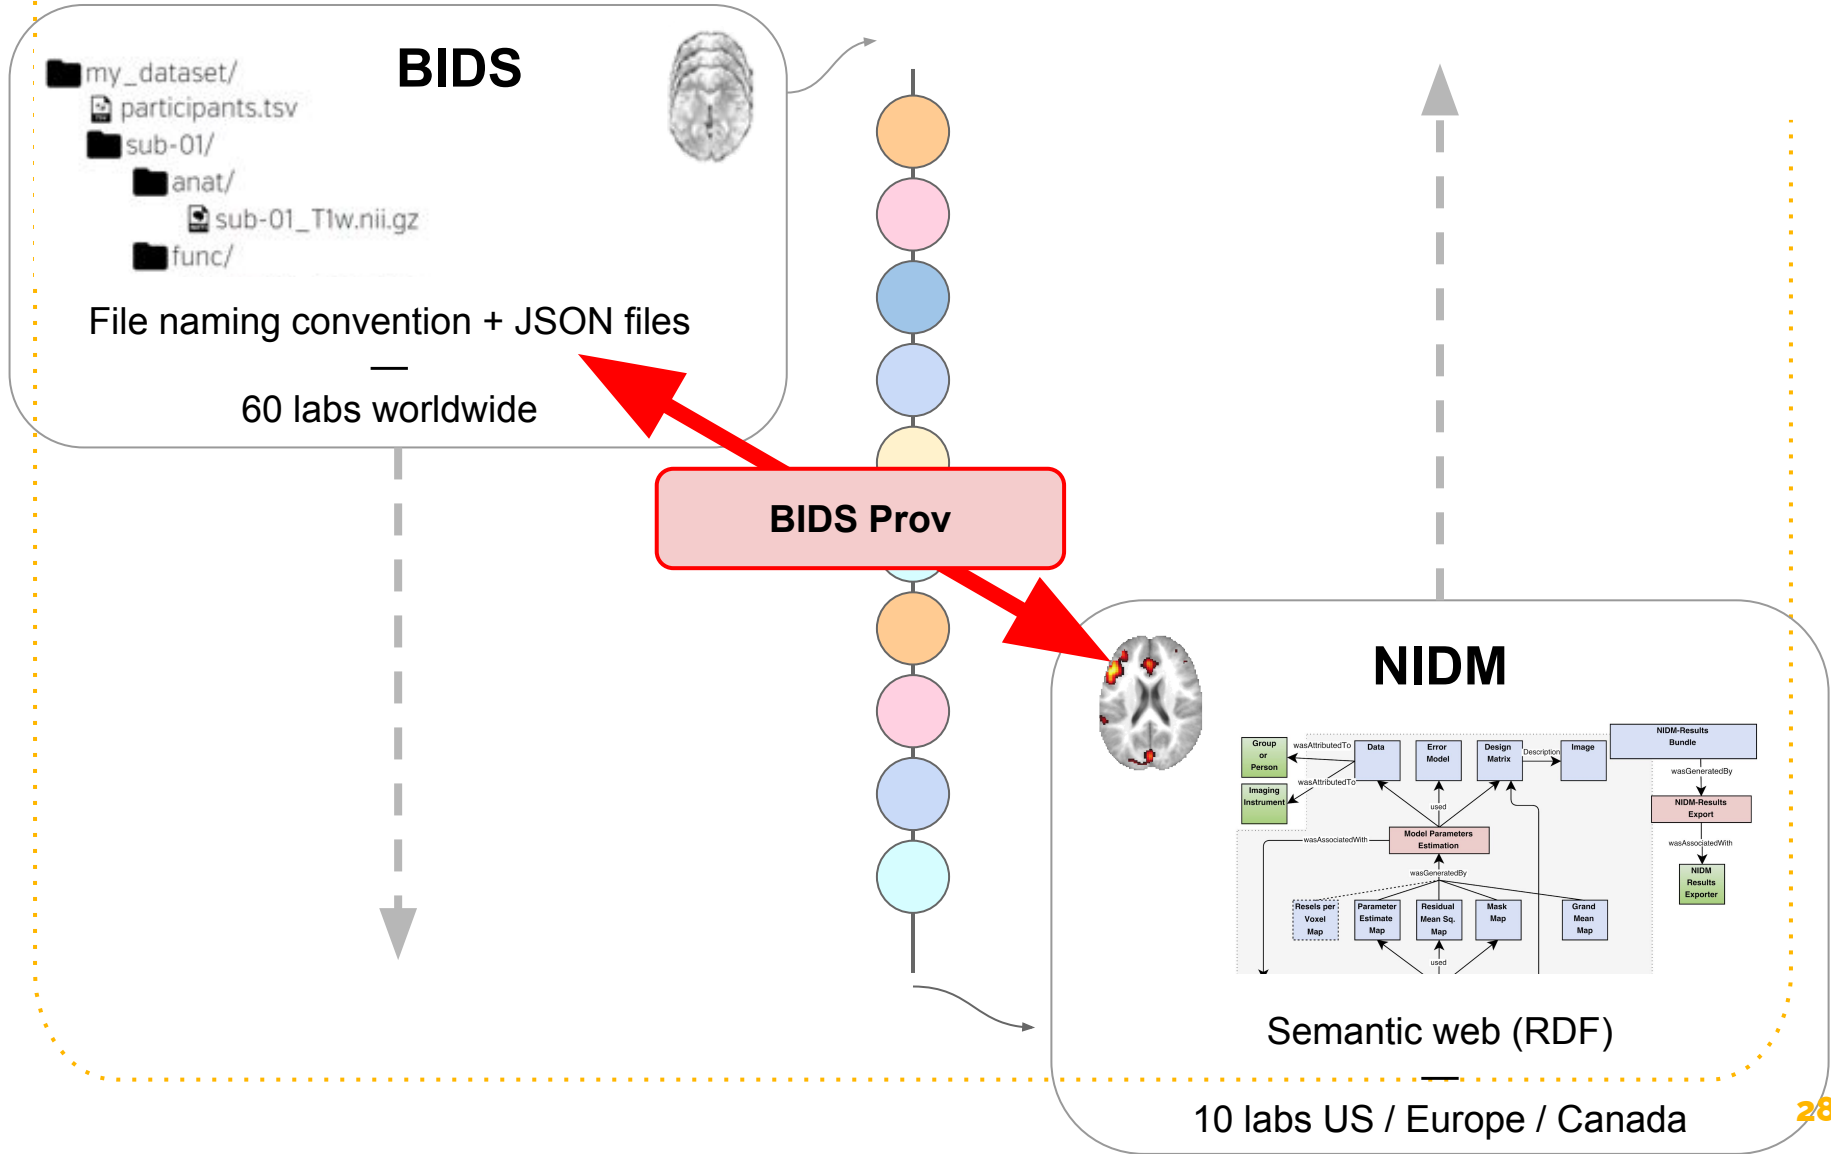 BIDS
my_dataset/
participants.tsv
sub-01/
anat/
sub-01_T1w.nii.gz
func/
File naming convention + JSON files
—
60 labs worldwide
BIDS Prov
NIDM
Group
or
Person
wasAttributedTo
Data
Error
Model
Design
Matrix
Description
Image
NIDM-Results
Bundle
wasAttributedTo
Imaging
Instrument
used
wasGeneratedBy
NIDM-Results
Export
wasAssociatedWith
Model Parameters
Estimation
wasAssociatedWith
wasGeneratedBy
NIDM
Results
Exporter
Resels per
Voxel
Map
Parameter
Estimate
Map
Residual
Mean Sq.
Map
Mask
Map
Grand
Mean
Map
used
Semantic web (RDF)
—
10 labs US / Europe / Canada
28